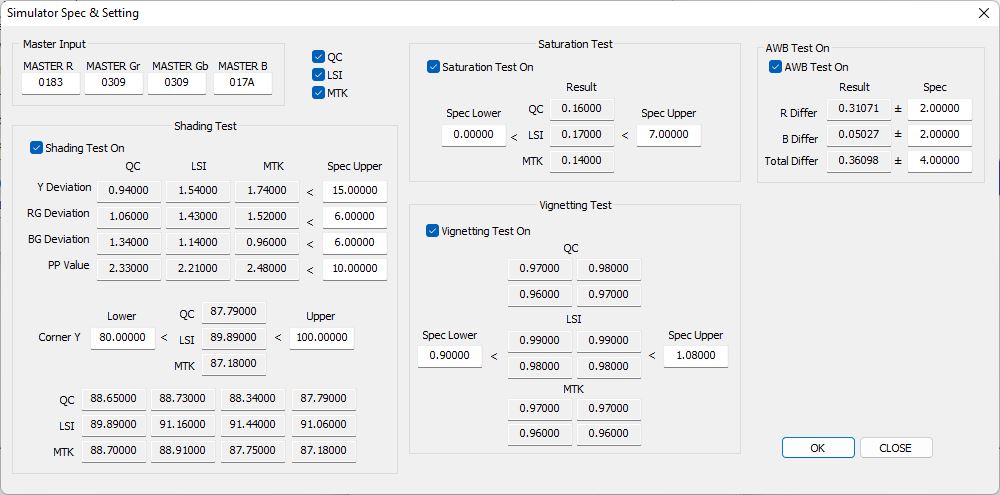 Simulator Spec & Setting
Master Input
MASTER R MASTER Gr MASTER Gb MASTER B
0183 0309 0309 017A
QC
LSI
MTK
Shading Test
Shading Test On
QC LSI MTK Spec Upper
Y Deviation 0.94000 1.54000 1.74000 < 15.00000
RG Deviation 1.06000 1.43000 1.52000 < 6.00000
BG Deviation 1.34000 1.14000 0.96000 < 6.00000
PP Value 2.33000 2.21000 2.48000 < 10.00000
Lower QC 87.79000 Upper
Corner Y 80.00000 < LSI 89.89000 < 100.00000
MTK 87.18000
QC 88.65000 88.73000 88.34000 87.79000
LSI 89.89000 91.16000 91.44000 91.06000
MTK 88.70000 88.91000 87.75000 87.18000
Saturation Test
Saturation Test On
Result
Spec Lower QC 0.16000 Spec Upper
0.00000 < LSI 0.17000 < 7.00000
MTK 0.14000
Vignetting Test
Vignetting Test On
QC
0.97000 0.98000
0.96000 0.97000
LSI
Spec Lower 0.99000 0.99000 Spec Upper
0.90000 < 0.98000 0.98000 < 1.08000
MTK
0.97000 0.97000
0.96000 0.96000
AWB Test On
AWB Test On
Result Spec
R Differ 0.31071 ± 2.00000
B Differ 0.05027 ± 2.00000
Total Differ 0.36098 ± 4.00000
OK CLOSE